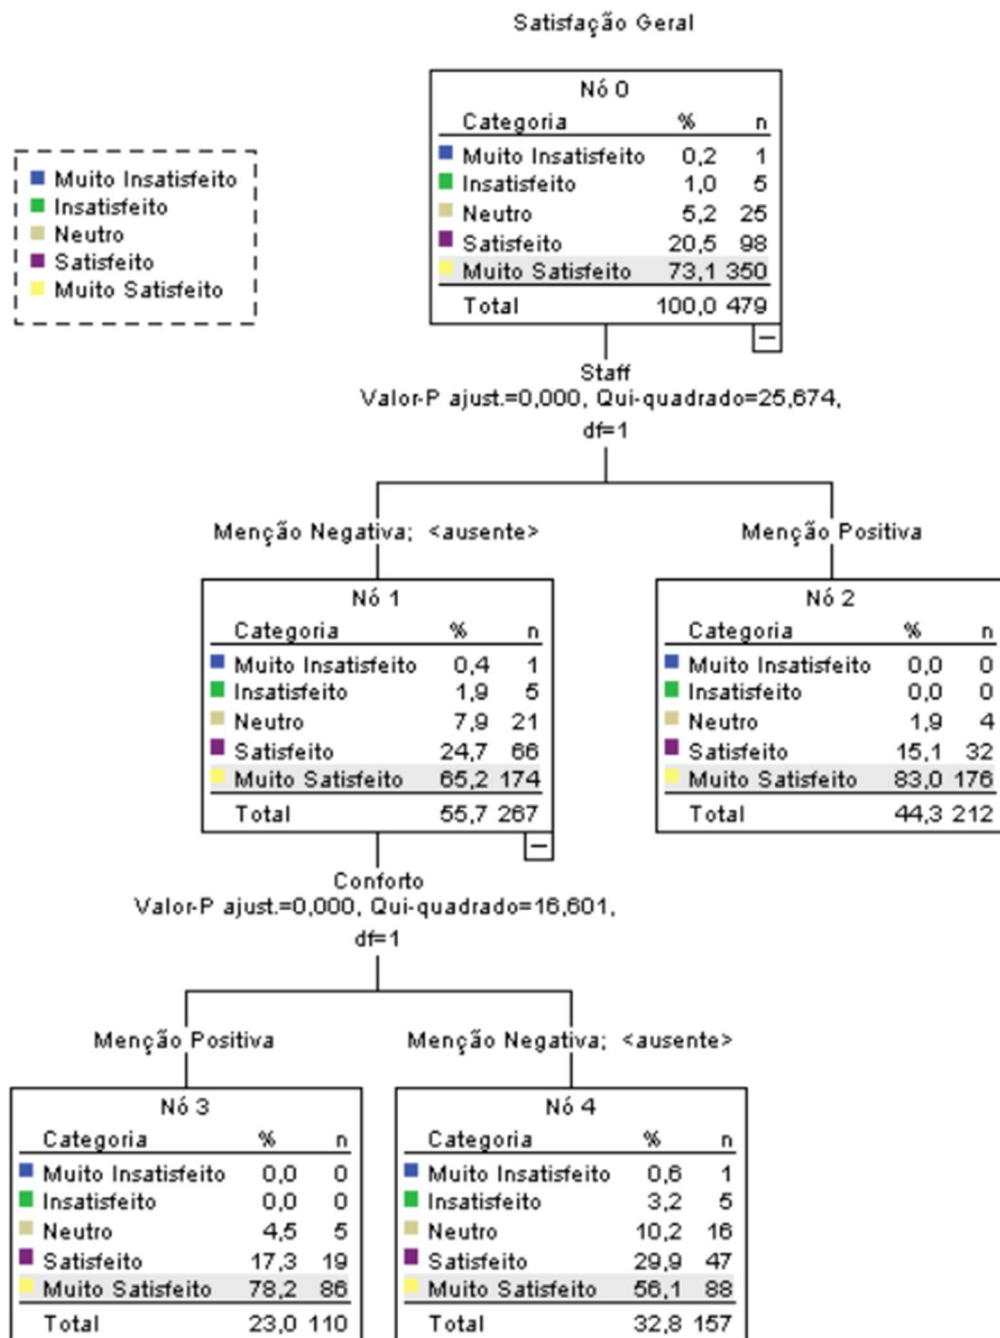 Satisfação Geral
Nó 0
Categoria % n
Muito Insatisfeito 0,2 1
Insatisfeito 1,0 5
Neutro 5,2 25
Satisfeito 20,5 98
Muito Satisfeito 73,1 350
Total 100,0 479
Muito Insatisfeito
Insatisfeito
Neutro
Satisfeito
Muito Satisfeito
Staff
Valor-P ajust.=0,000, Qui-quadrado=25,674,
df=1
Menção Negativa; <ausente>
Menção Positiva
Nó 1
Categoria % n
Muito Insatisfeito 0,4 1
Insatisfeito 1,9 5
Neutro 7,9 21
Satisfeito 24,7 66
Muito Satisfeito 65,2 174
Total 55,7 267
Nó 2
Categoria % n
Muito Insatisfeito 0,0 0
Insatisfeito 0,0 0
Neutro 1,9 4
Satisfeito 15,1 32
Muito Satisfeito 83,0 176
Total 44,3 212
Conforto
Valor-P ajust.=0,000, Qui-quadrado=16,601,
df=1
Menção Positiva
Menção Negativa; <ausente>
Nó 3
Categoria % n
Muito Insatisfeito 0,0 0
Insatisfeito 0,0 0
Neutro 4,5 5
Satisfeito 17,3 19
Muito Satisfeito 78,2 86
Total 23,0 110
Nó 4
Categoria % n
Muito Insatisfeito 0,6 1
Insatisfeito 3,2 5
Neutro 10,2 16
Satisfeito 29,9 47
Muito Satisfeito 56,1 88
Total 32,8 157